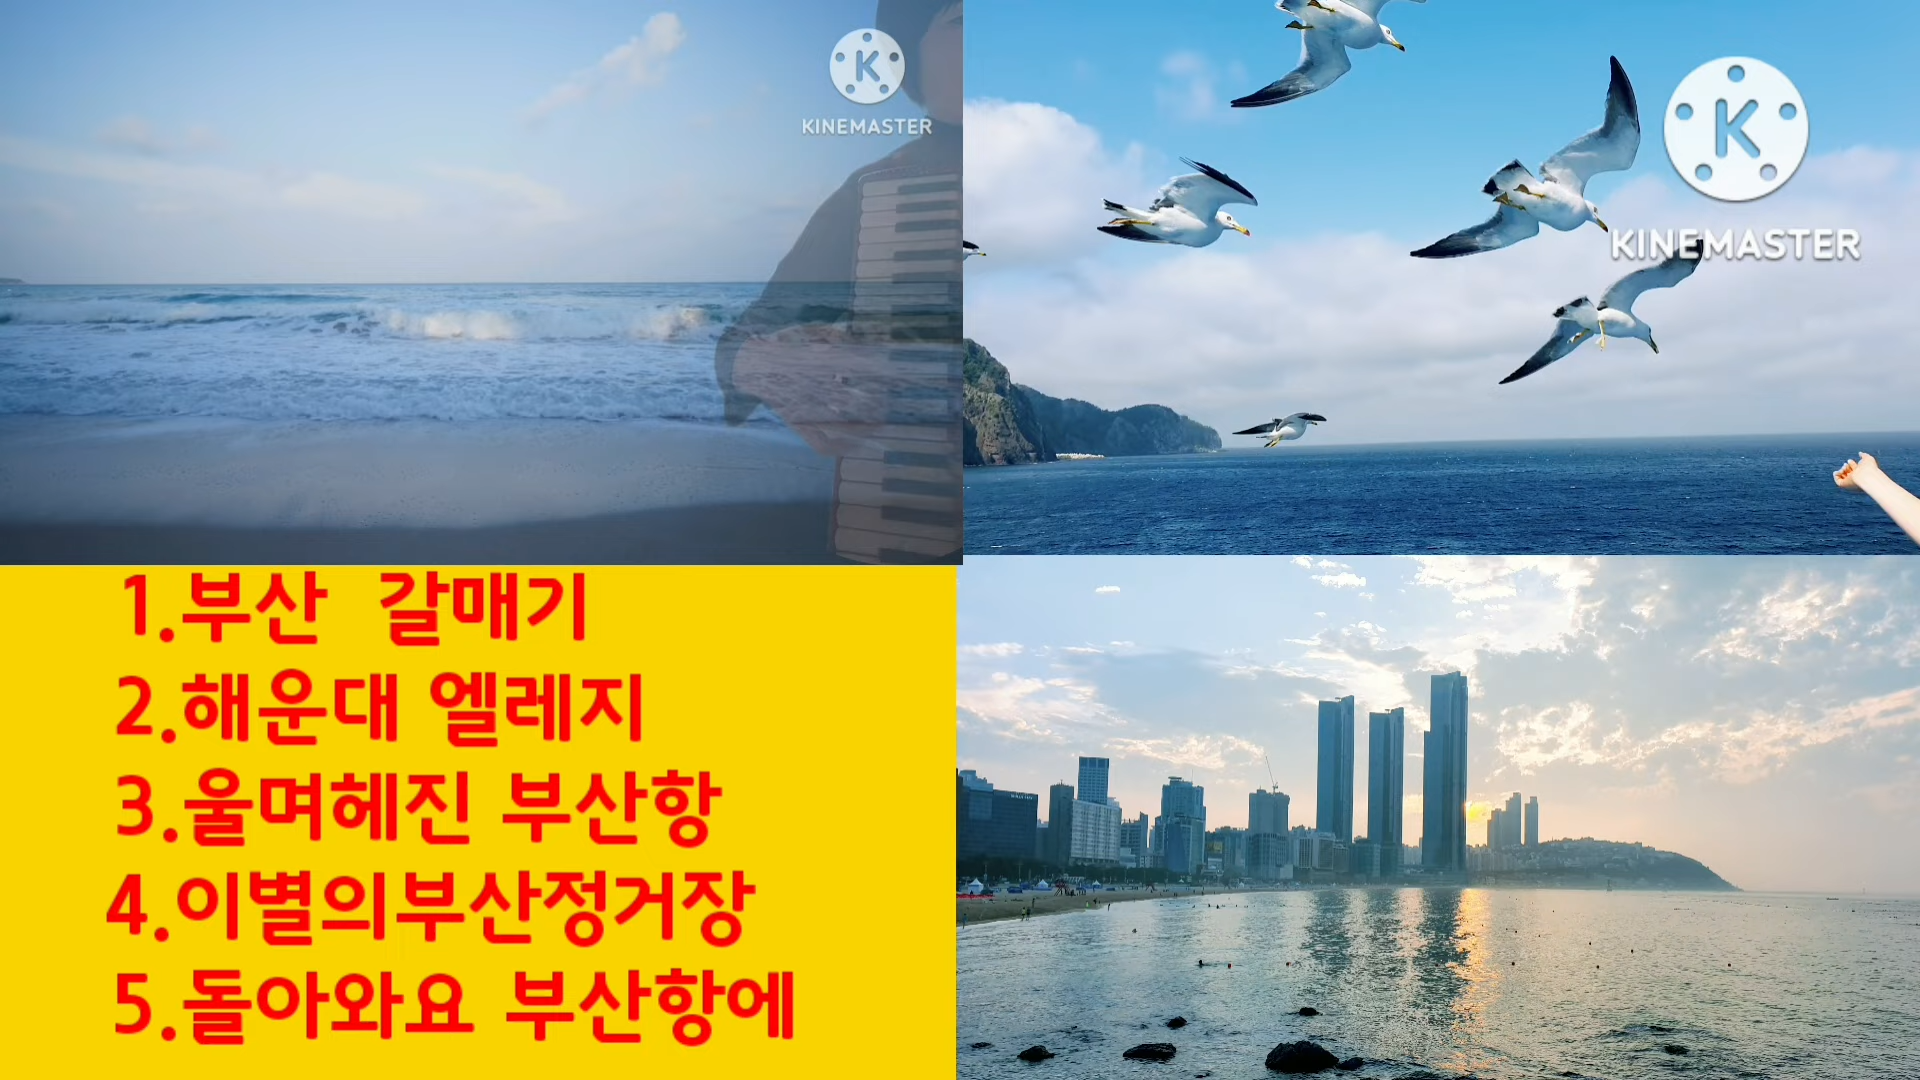 KINEMASTER
KINEMASTER
1.부산 갈매기
2.해운대 엘레지
3.울며헤진 부산항
4.이별의부산정거장
5.돌아와요 부산항에